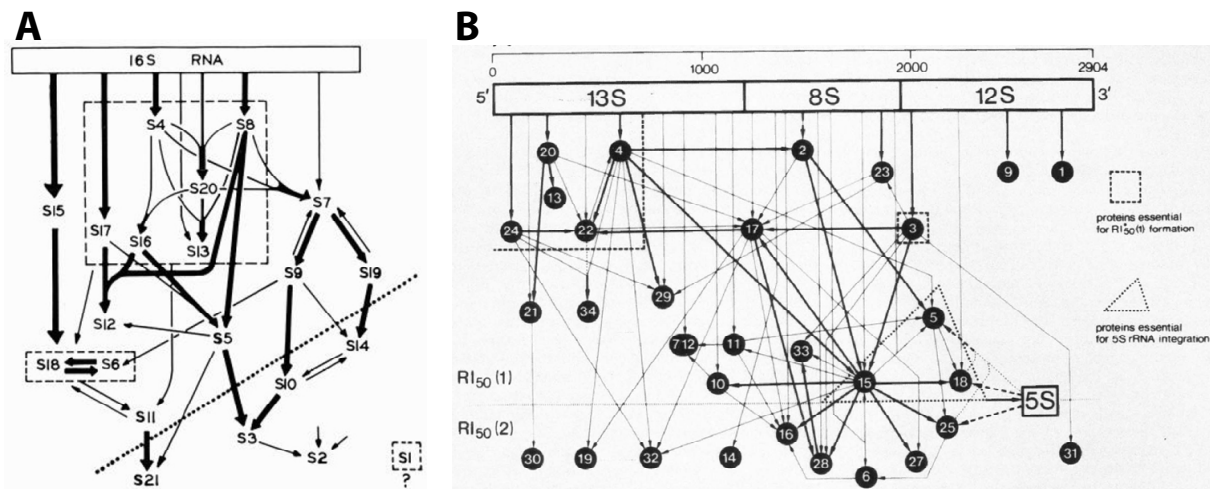 A
16S RNA
S4 S8
S20
S15 S7
S17 S16 S13
S9 S19
S12 S5 S14
S18 S6
S10
S11
S3 S2
S21
S1
?
B
0 1000 2000 2904
5' 13S 8S 12S 3'
20 4 2 23 9 1
13
24 22 17 3
proteins essential
for RI*50(1) formation
29
21 34 5
7 12 11 33
proteins essential
for 5S rRNA integration
RI50(1) 10 15 18
5S
RI50(2) 16 25
30 19 32 14 28 27 31
6